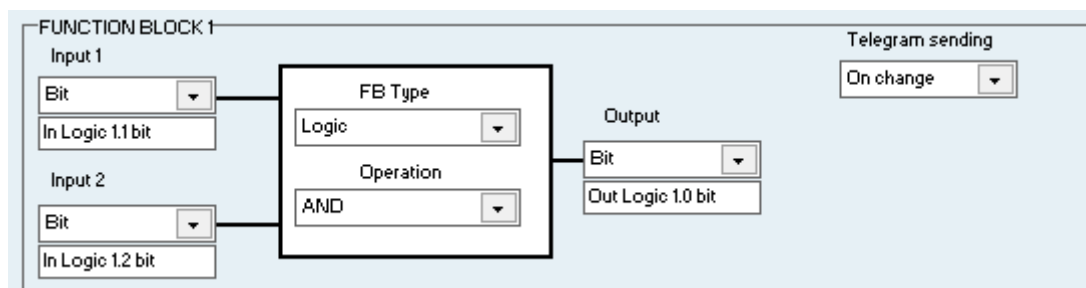 FUNCTION BLOCK 1
Telegram sending
Input 1
On change
Bit
FB Type
In Logic 1.1 bit
Logic
Output
Operation
Bit
Input 2
AND
Out Logic 1.0 bit
Bit
In Logic 1.2 bit